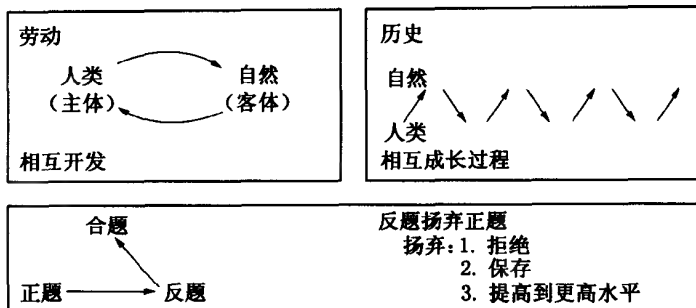 劳动
人类 自然
（主体） （客体）
相互开发
历史
自然
人类
相互成长过程
合题
正题 反题
反题扬弃正题
扬弃：1. 拒绝
2. 保存
3. 提高到更高水平